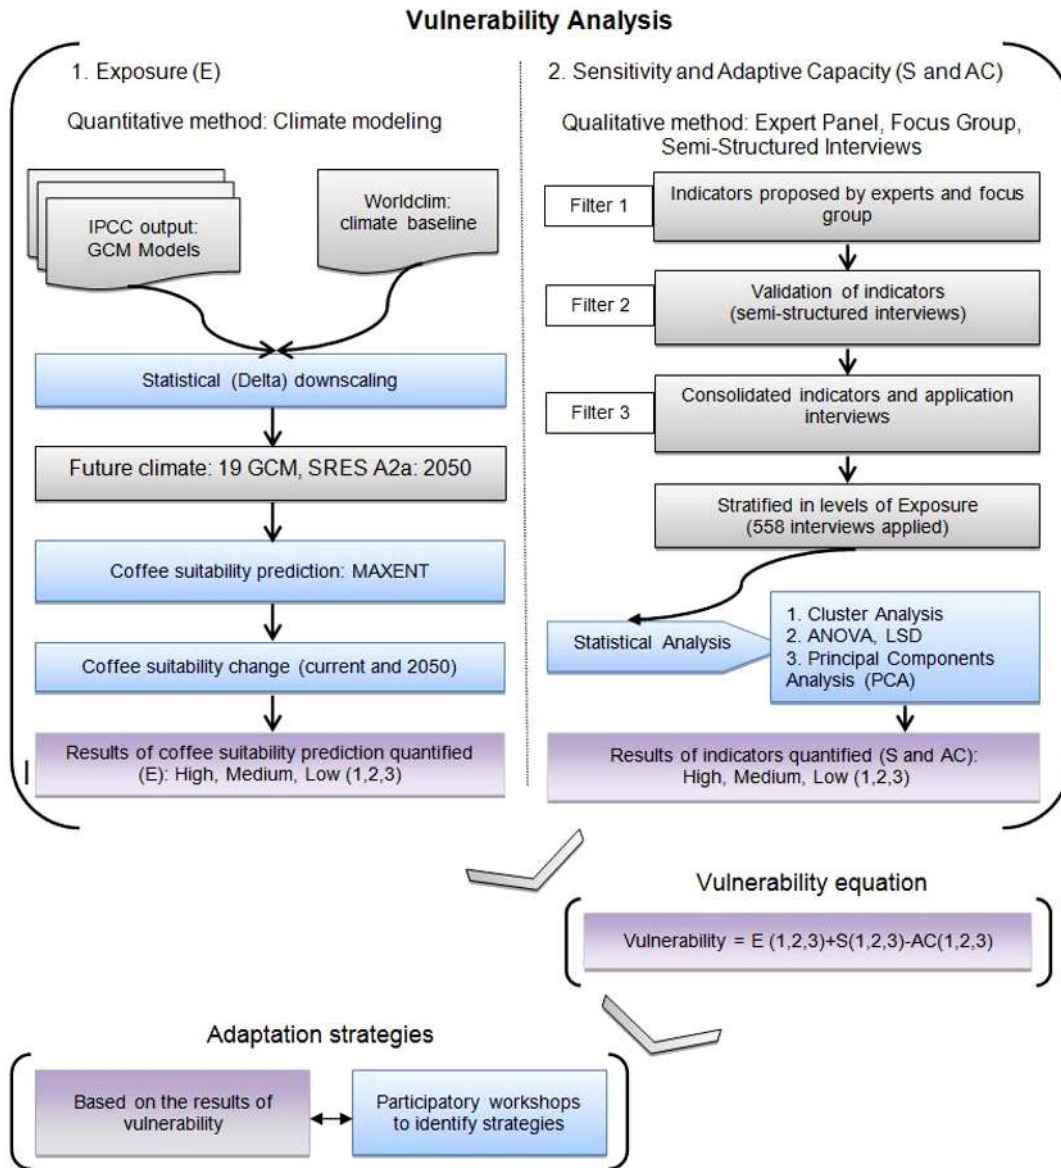 Vulnerability Analysis
1. Exposure (E)
Quantitative method: Climate modeling
IPCC output:
GCM Models
Worldclim:
climate baseline
Statistical (Delta) downscaling
Future climate: 19 GCM, SRES A2a: 2050
Coffee suitability prediction: MAXENT
Coffee suitability change (current and 2050)
Results of coffee suitability prediction quantified
(E): High, Medium, Low (1,2,3)
2. Sensitivity and Adaptive Capacity (S and AC)
Qualitative method: Expert Panel, Focus Group,
Semi-Structured Interviews
Filter 1
Indicators proposed by experts and focus
group
Filter 2
Validation of indicators
(semi-structured interviews)
Filter 3
Consolidated indicators and application
interviews
Stratified in levels of Exposure
(558 interviews applied)
Statistical Analysis
1. Cluster Analysis
2. ANOVA, LSD
3. Principal Components
Analysis (PCA)
Results of indicators quantified (S and AC):
High, Medium, Low (1,2,3)
Vulnerability equation
Vulnerability = E (1,2,3)+S(1,2,3)-AC(1,2,3)
Adaptation strategies
Based on the results of
vulnerability
Participatory workshops
to identify strategies